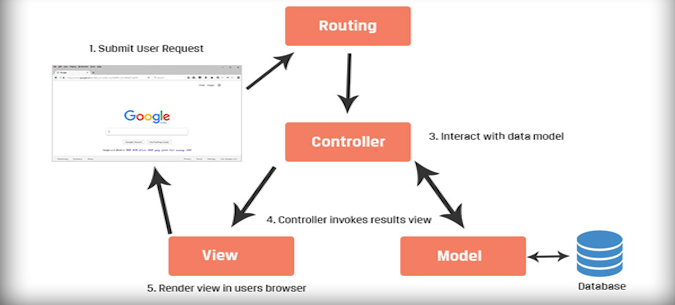 Routing
1. Submit User Request
Google
Controller
3. Interact with data model
4. Controller invokes results view
View
Model
5. Render view in users browser
Database